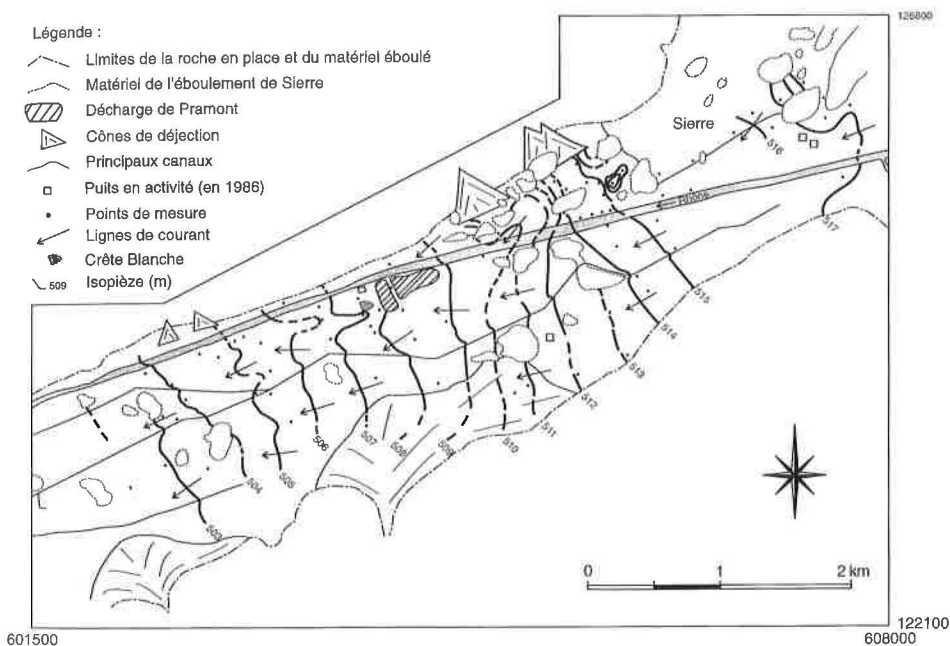 Légende :
Limites de la roche en place et du matériel éboulé
Matériel de l'éboulement de Sierre
Décharge de Pramont
Cônes de déjection
Principaux canaux
Puits en activité (en 1986)
Points de mesure
Lignes de courant
Crête Blanche
509 Isopièze (m)
126800
Sierre
516
Rhône
517
515
514
513
512
511
510
509
508
507
506
505
504
503
0 1 2 km
601500
122100
608000